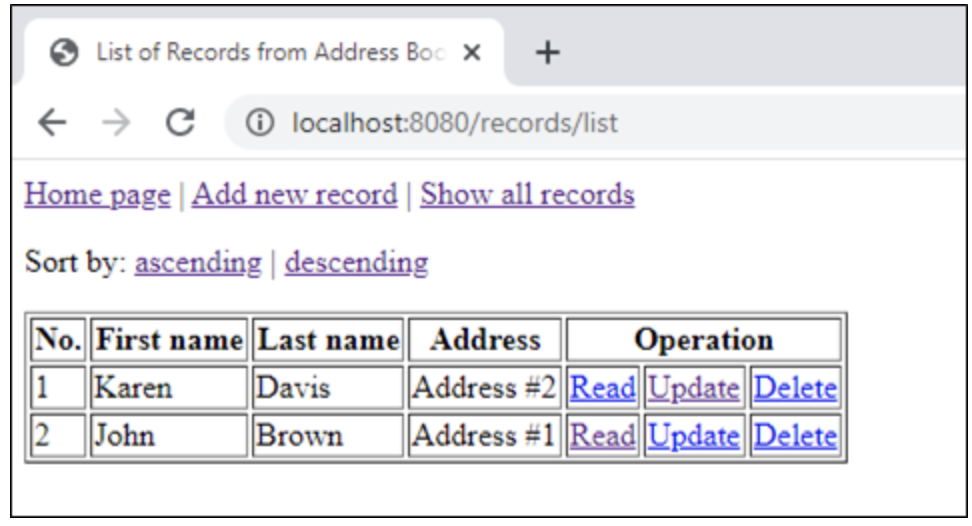 List of Records from Address Boo
localhost:8080/records/list
Home page | Add new record | Show all records
Sort by: ascending | descending
No. First name Last name Address Operation
1 Karen Davis Address #2 Read Update Delete
2 John Brown Address #1 Read Update Delete